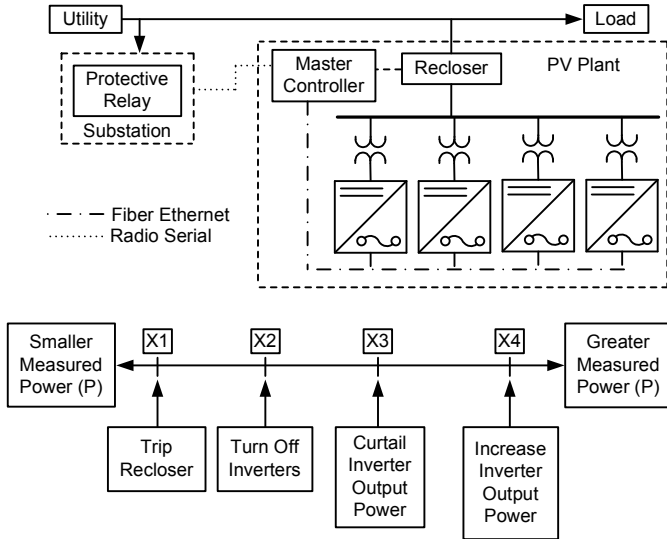 Utility
Load
Protective
Relay
Substation
Master
Controller
Recloser
PV Plant
Fiber Ethernet
Radio Serial
Smaller
Measured
Power (P)
X1
X2
X3
X4
Greater
Measured
Power (P)
Trip
Recloser
Turn Off
Inverters
Curtail
Inverter
Output
Power
Increase
Inverter
Output
Power